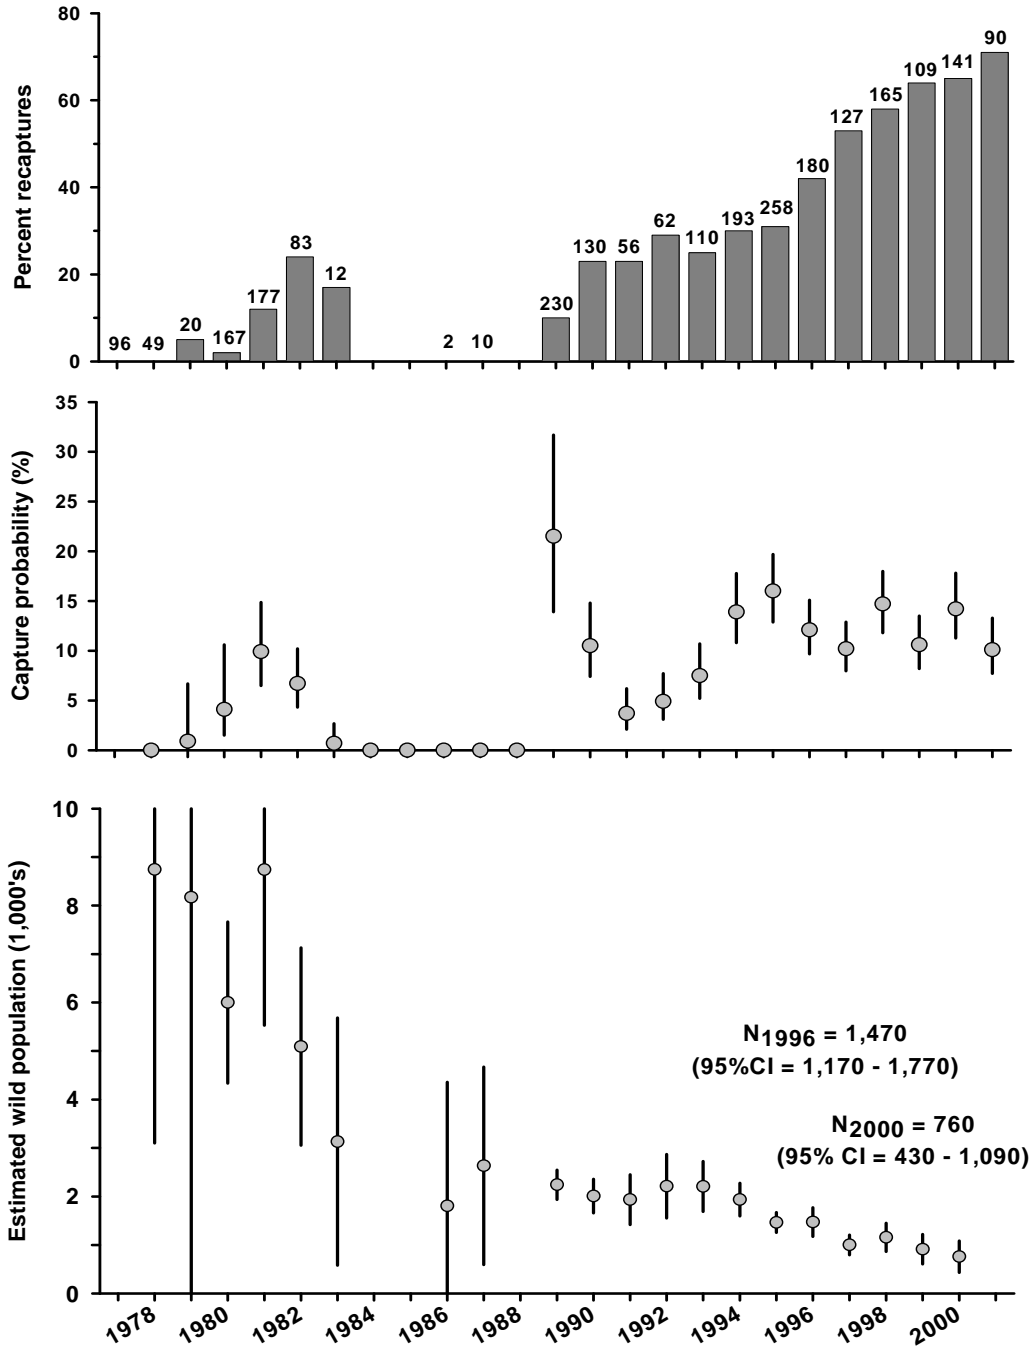 80
60
40
20
0
Percent recaptures
96 49 20 167 177 83 12 2 10 230 130 56 62 110 193 258 180 127 165 109 141 90
35
30
25
20
15
10
5
0
Capture probability (%)
10
8
6
4
2
0
Estimated wild population (1,000's)
N1996 = 1,470
(95%CI = 1,170 - 1,770)
N2000 = 760
(95% CI = 430 - 1,090)
1978 1980 1982 1984 1986 1988 1990 1992 1994 1996 1998 2000